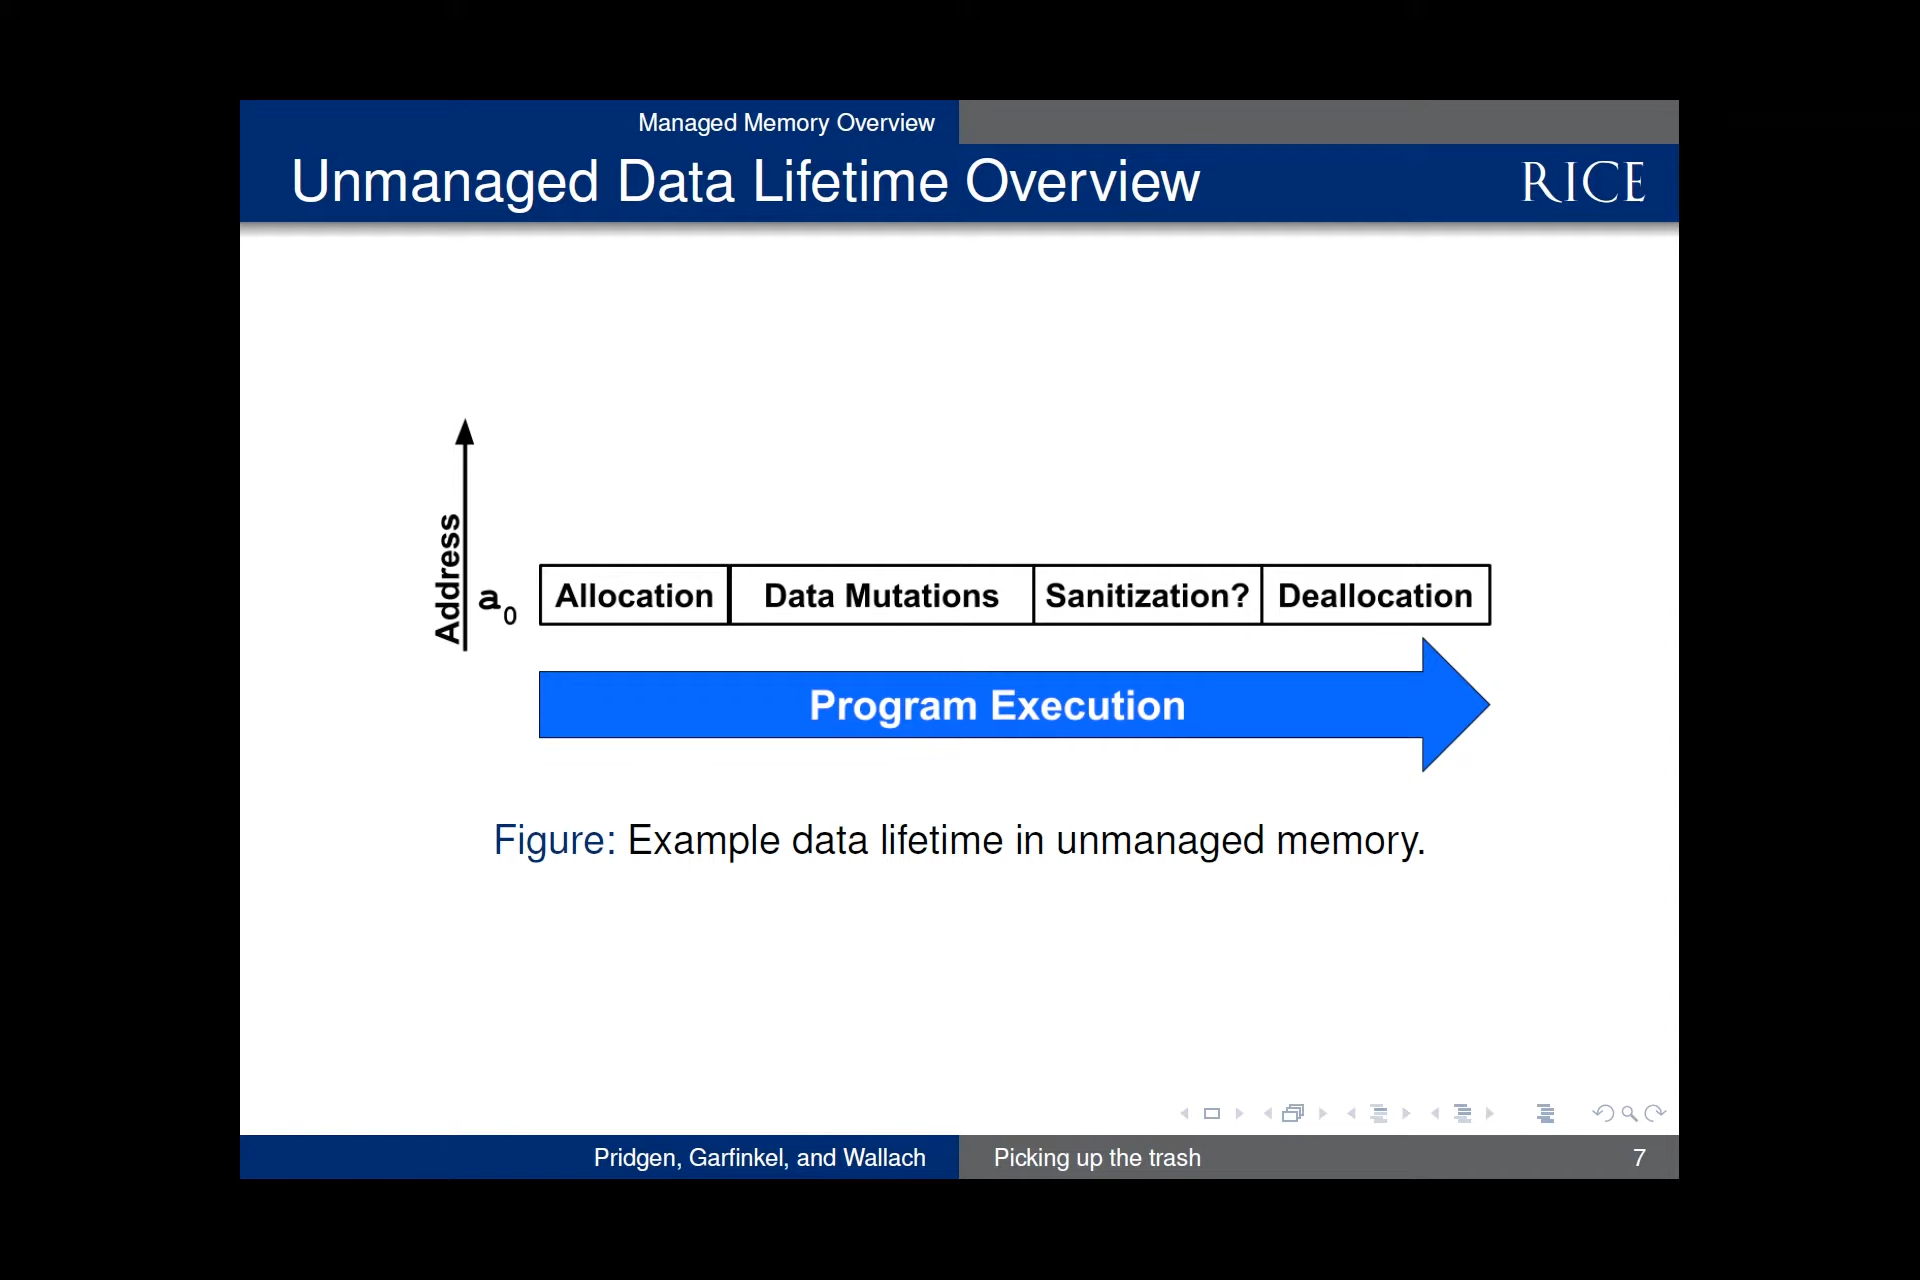 Managed Memory Overview
Unmanaged Data Lifetime Overview
RICE
Address
a0
Allocation
Data Mutations
Sanitization?
Deallocation
Program Execution
Figure: Example data lifetime in unmanaged memory.
Pridgen, Garfinkel, and Wallach
Picking up the trash
7